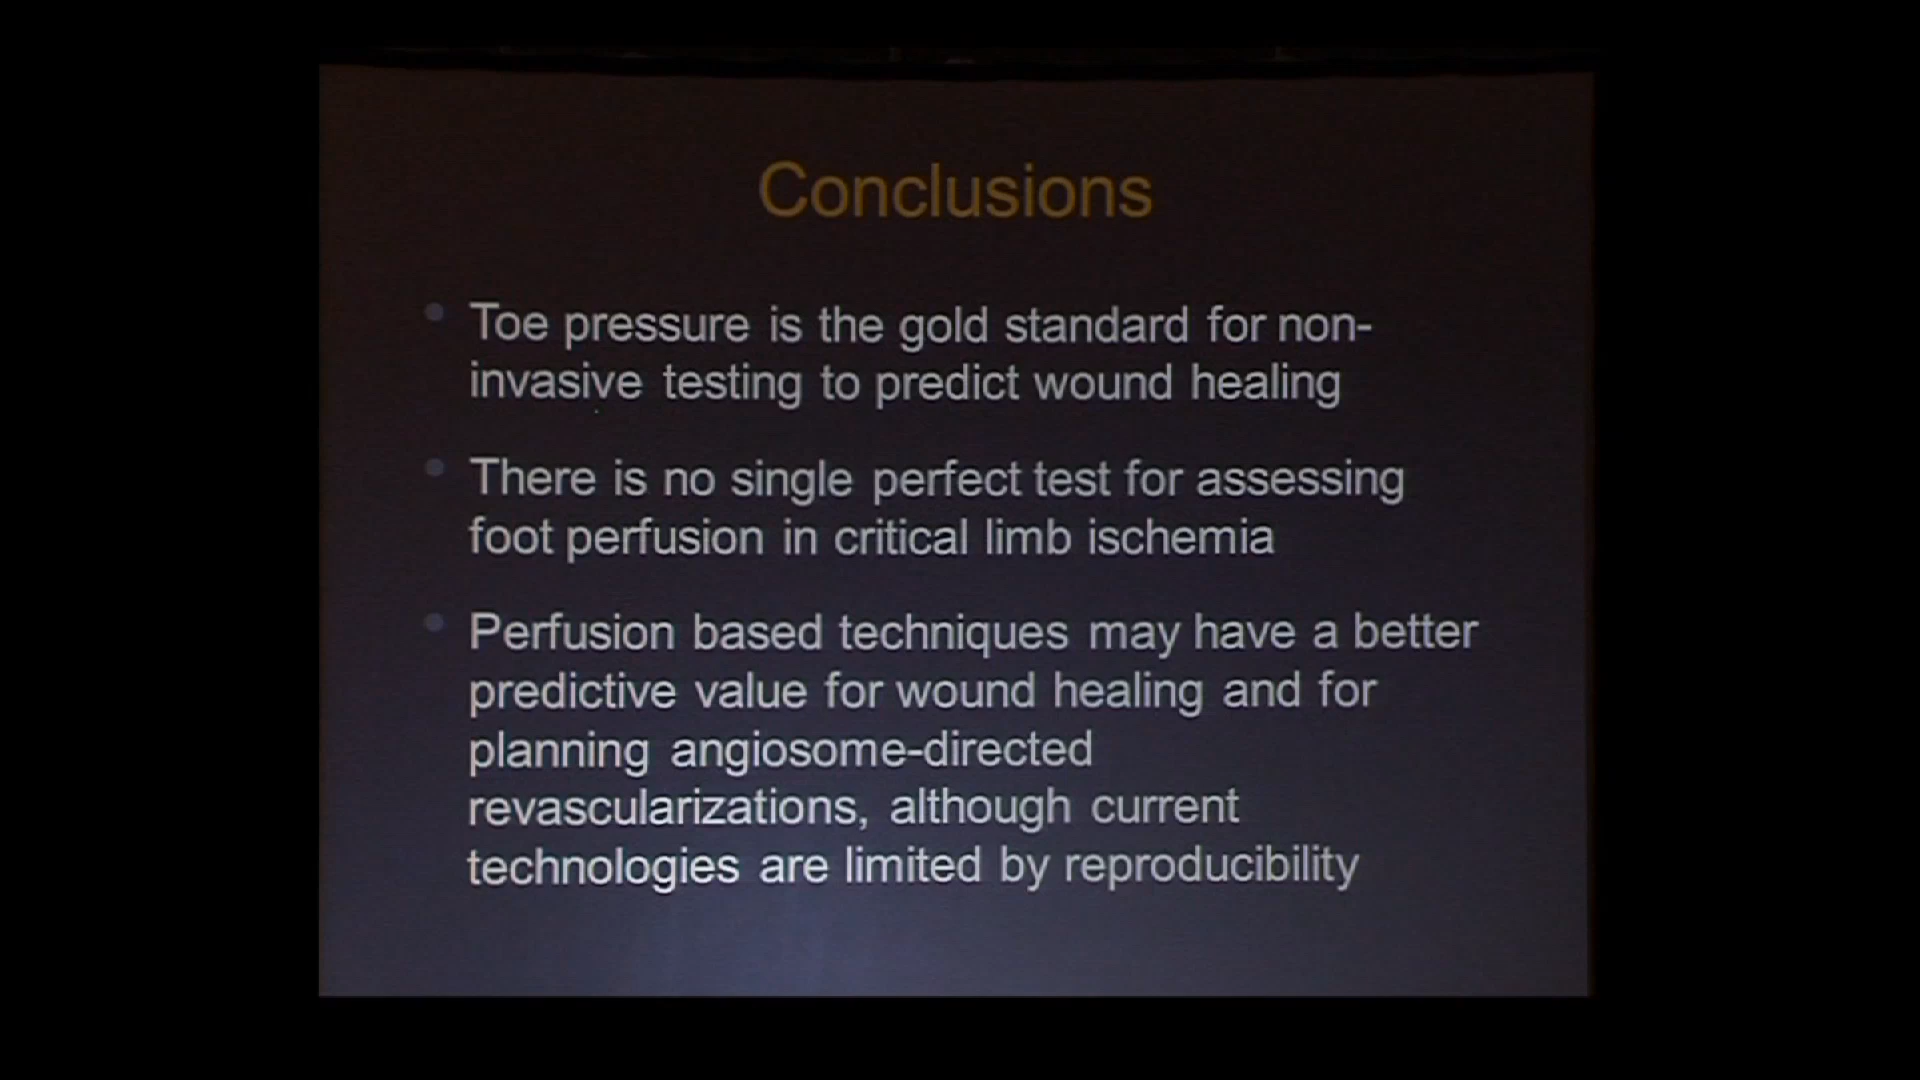 Conclusions
Toe pressure is the gold standard for non-
invasive testing to predict wound healing
There is no single perfect test for assessing
foot perfusion in critical limb ischemia
Perfusion based techniques may have a better
predictive value for wound healing and for
planning angiosome-directed
revascularizations, although current
technologies are limited by reproducibility